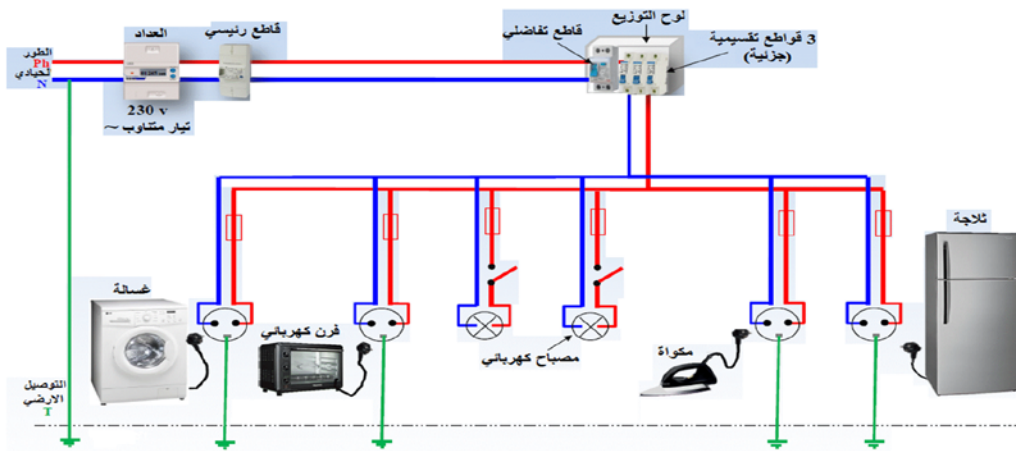 العداد
قاطع رئيسي
لوح التوزيع
قاطع تفاضلي
3 قواطع تقسيمية
(جزئية)
الطور
Ph
الحيادي
N
230 v
تيار متناوب ~
ثلاجة
غسالة
فرن كهربائي
مصباح كهربائي
مكواة
التوصيل
الارضي
T